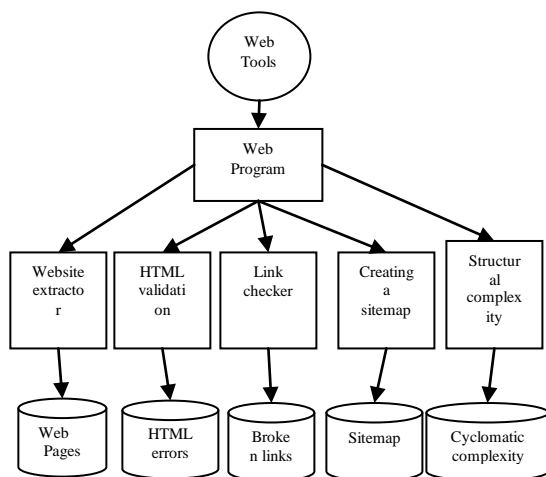 Web
Tools
Web
Program
Website
extracto
r
HTML
validati
on
Link
checker
Creating
a
sitemap
Structur
al
complex
ity
Web
Pages
HTML
errors
Broke
n links
Sitemap
Cyclomatic
complexity